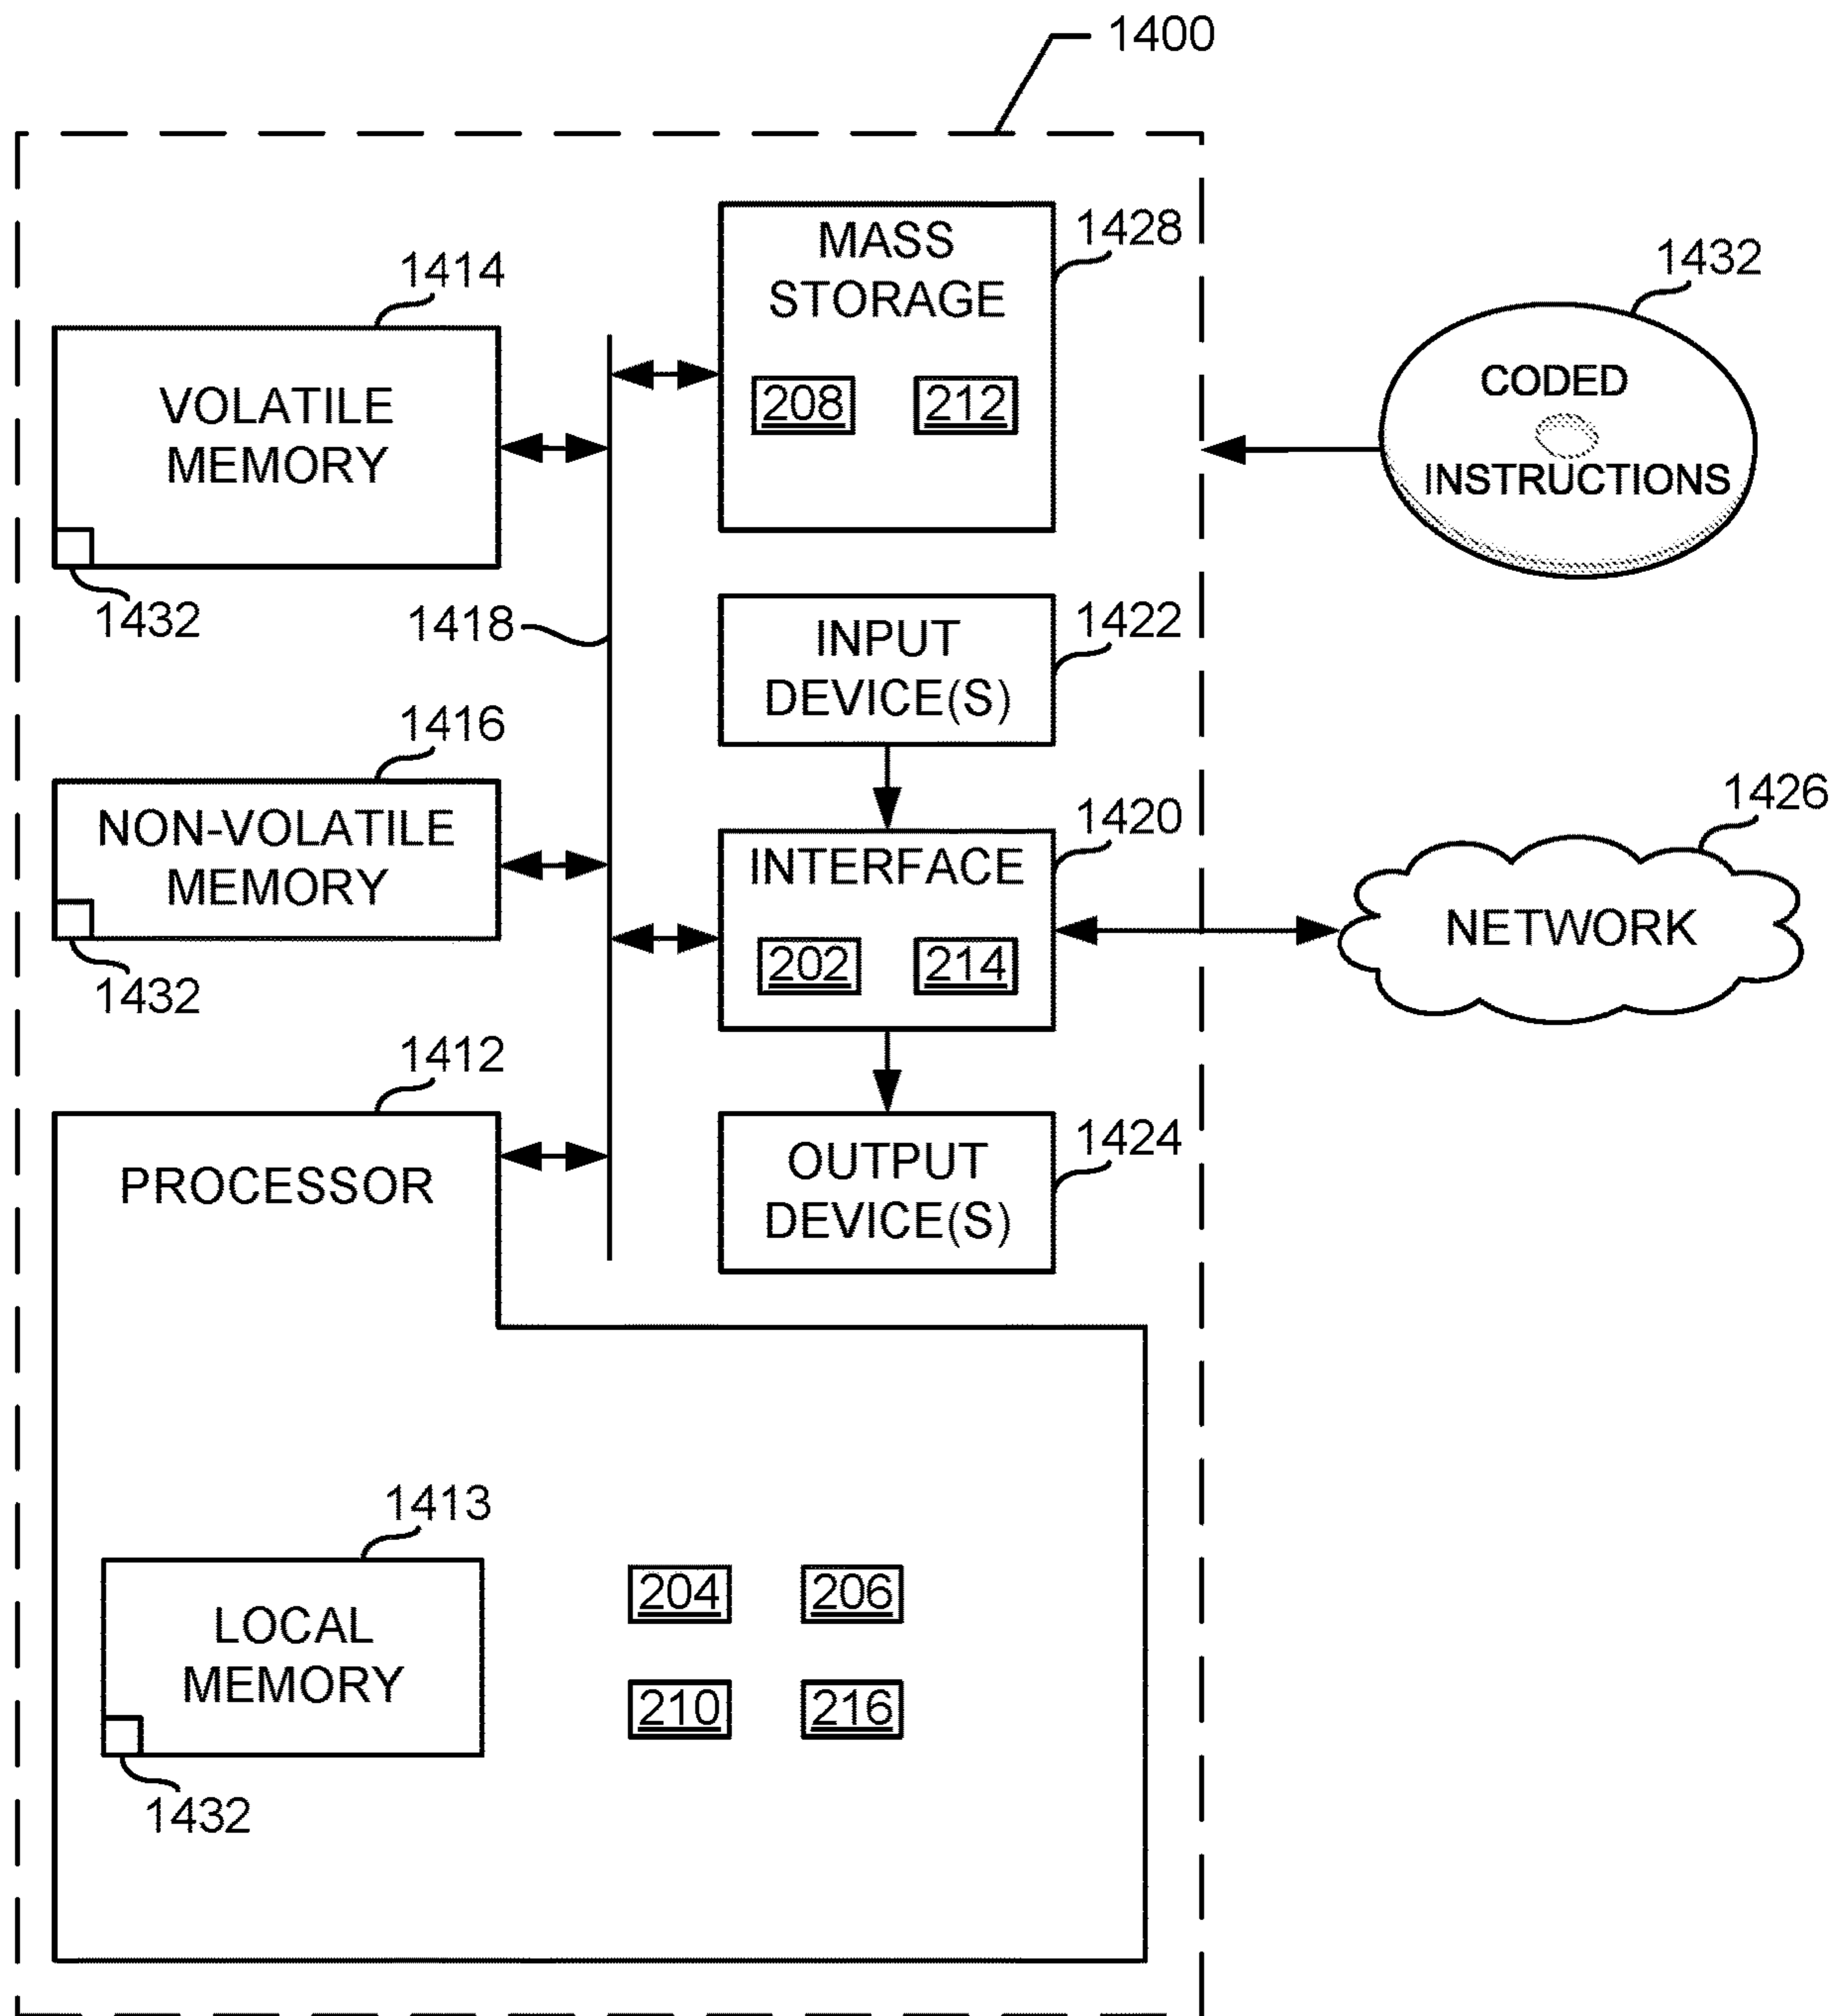 1400
MASS
STORAGE
1428
208
212
1414
VOLATILE
MEMORY
1432
1432
CODED
INSTRUCTIONS
1418
INPUT
DEVICE(S)
1422
1416
NON-VOLATILE
MEMORY
1432
INTERFACE
1420
202
214
1426
NETWORK
1412
PROCESSOR
OUTPUT
DEVICE(S)
1424
1413
LOCAL
MEMORY
1432
204
206
210
216